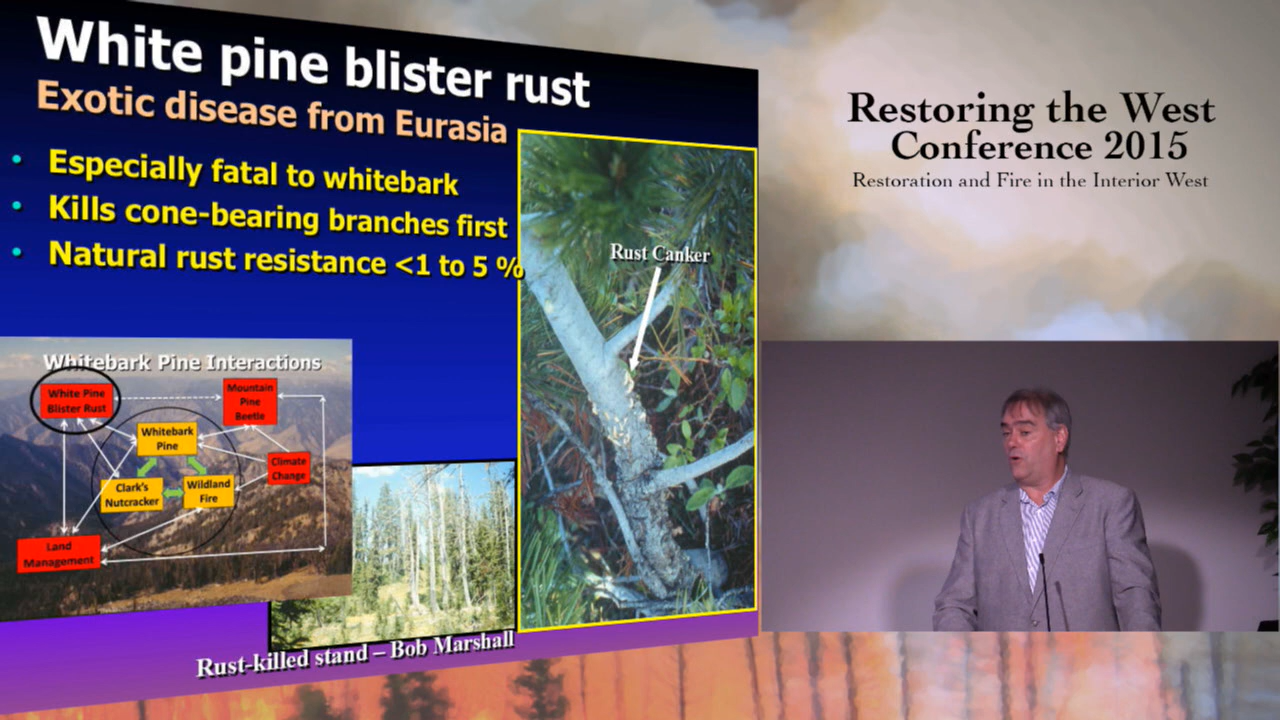 White pine blister rust
Exotic disease from Eurasia
• Especially fatal to whitebark
• Kills cone-bearing branches first
• Natural rust resistance <1 to 5 %
Rust Canker
Whitebark Pine Interactions
White Pine
Blister Rust
Mountain
Pine
Beetle
Whitebark
Pine
Climate
Change
Clark's
Nutcracker
Wildland
Fire
Land
Management
Rust-killed stand – Bob Marshall
Restoring the West
Conference 2015
Restoration and Fire in the Interior West